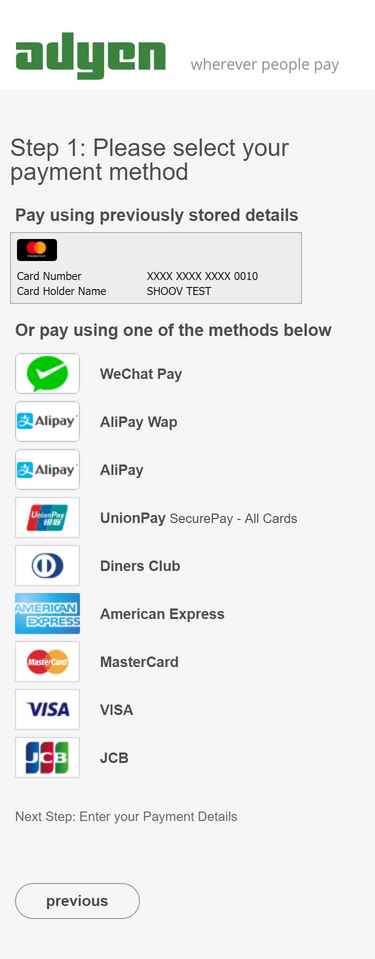 adyen
wherever people pay
Step 1: Please select your
payment method
Pay using previously stored details
Card Number XXXX XXXX XXXX 0010
Card Holder Name SHOOV TEST
Or pay using one of the methods below
WeChat Pay
Alipay AliPay Wap
Alipay AliPay
UnionPay 银联 UnionPay SecurePay - All Cards
Diners Club
AMERICAN EXPRESS American Express
MasterCard MasterCard
VISA VISA
JCB JCB
Next Step: Enter your Payment Details
previous